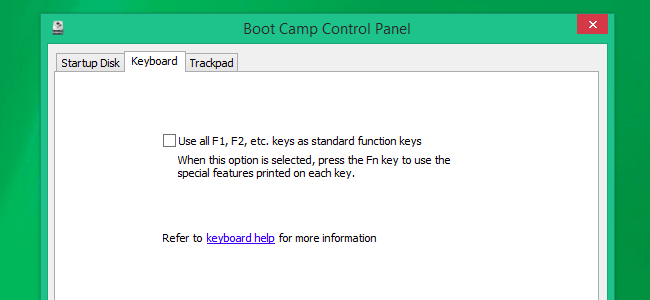 Boot Camp Control Panel
Startup Disk Keyboard Trackpad
Use all F1, F2, etc. keys as standard function keys
When this option is selected, press the Fn key to use the
special features printed on each key.
Refer to keyboard help for more information